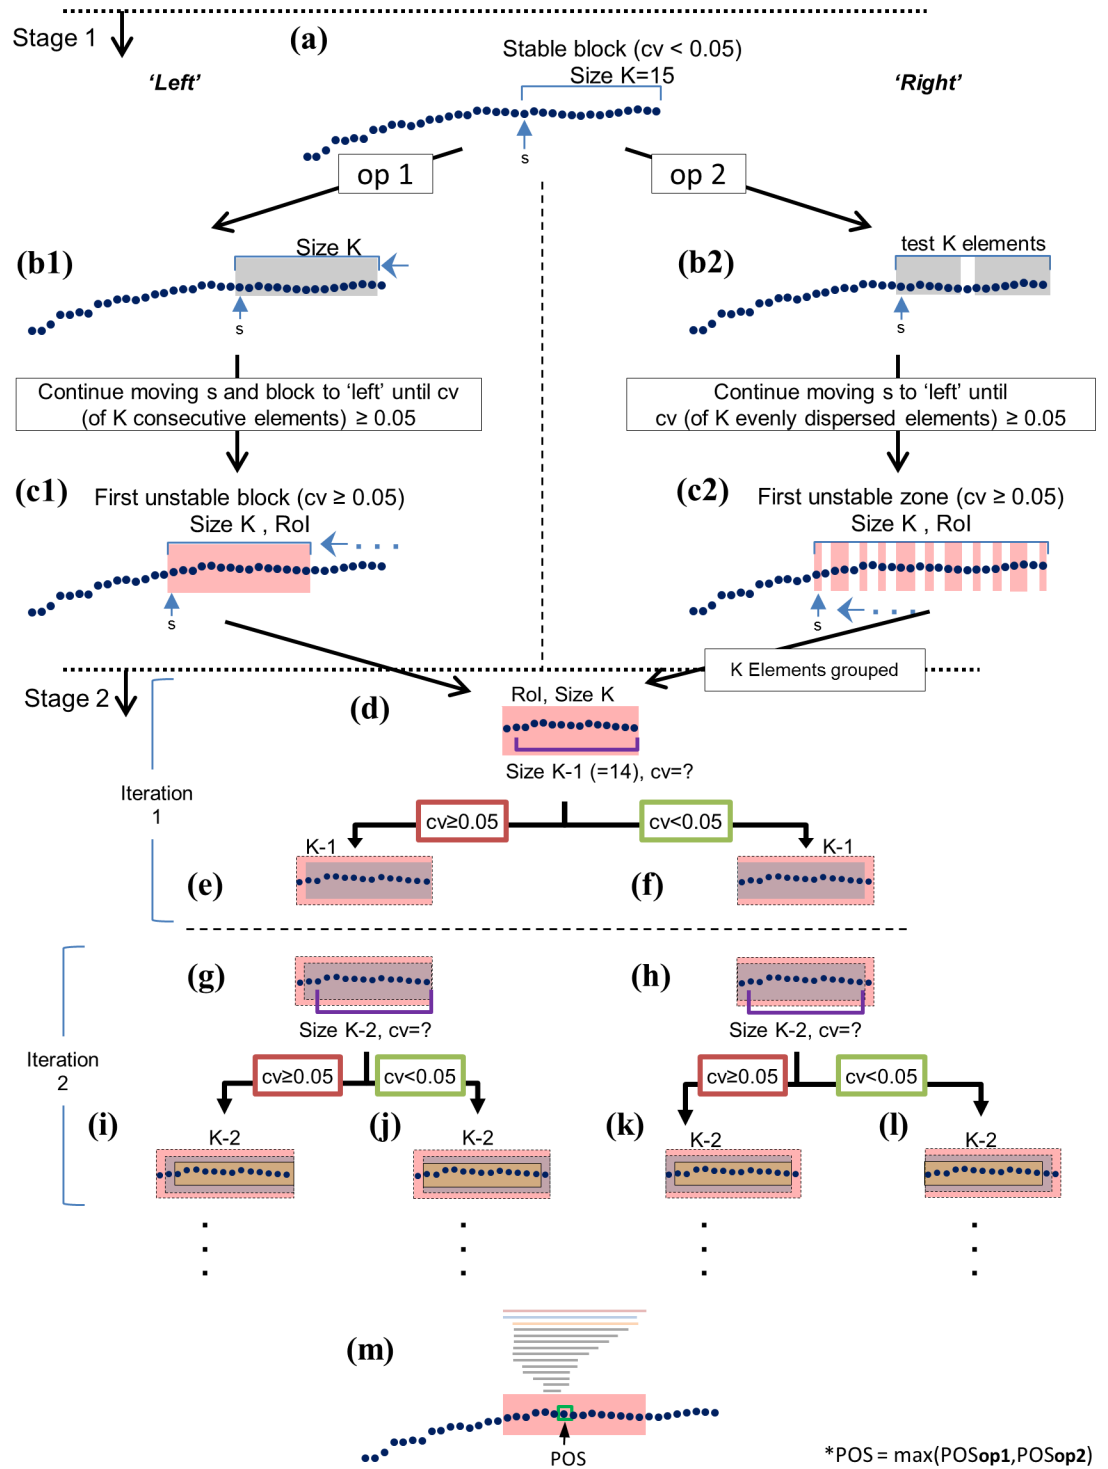 Stage 1
(a)
Stable block (cv < 0.05)
Size K=15
‘Left’
‘Right’
s
op 1
op 2
(b1)
Size K
s
(b2)
test K elements
s
Continue moving s and block to ‘left’ until cv
(of K consecutive elements) ≥ 0.05
Continue moving s to ‘left’ until
cv (of K evenly dispersed elements) ≥ 0.05
(c1)
First unstable block (cv ≥ 0.05)
Size K , RoI
s
(c2)
First unstable zone (cv ≥ 0.05)
Size K , RoI
s
K Elements grouped
Stage 2
(d)
RoI, Size K
Size K-1 (=14), cv=?
Iteration
1
cv≥0.05
cv<0.05
(e)
K-1
(f)
K-1
(g)
Size K-2, cv=?
(h)
Size K-2, cv=?
Iteration
2
cv≥0.05
cv<0.05
cv≥0.05
cv<0.05
(i)
K-2
(j)
K-2
(k)
K-2
(l)
K-2
(m)
POS
*POS = max(POSop1,POSop2)